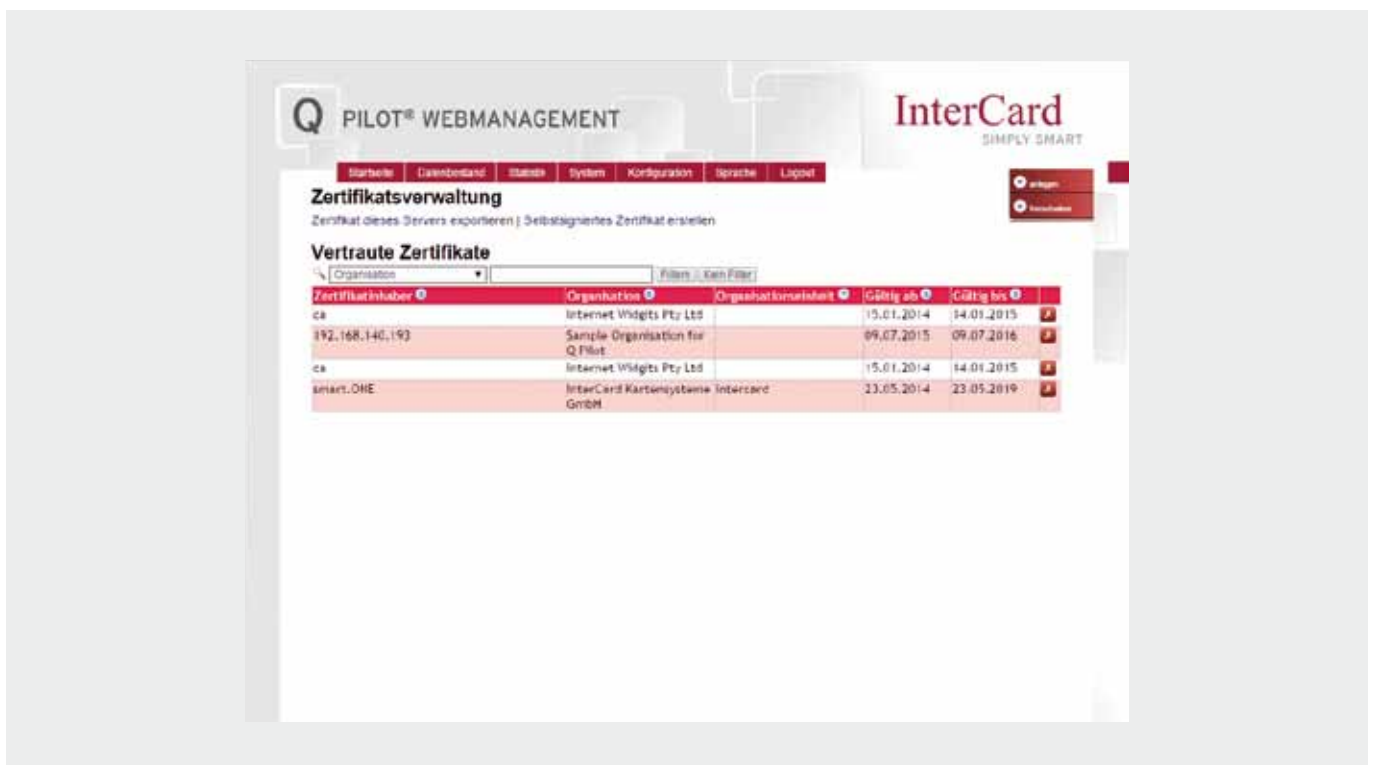 Q PILOT® WEBMANAGEMENT
InterCard
SIMPLY SMART
Startseite Datenbestand Statistik System Konfiguration Sprache Logout
anlegen
Zertifikatsverwaltung
Zertifikat dieses Servers exportieren | Selbstsigniertes Zertifikat erstellen
Vertraute Zertifikate
Organisation Filtern Kein Filter
Zertifikatinhaber Organisation Organisationseinheit Gültig ab Gültig bis
ca Internet Widgits Pty Ltd 15.01.2014 14.01.2015
192.168.140.193 Sample Organisation for 09.07.2015 09.07.2016
Q Pilot
ca Internet Widgits Pty Ltd 15.01.2014 14.01.2015
smart.ONE InterCard Kartensysteme Intercard 23.05.2014 23.05.2019
GmbH